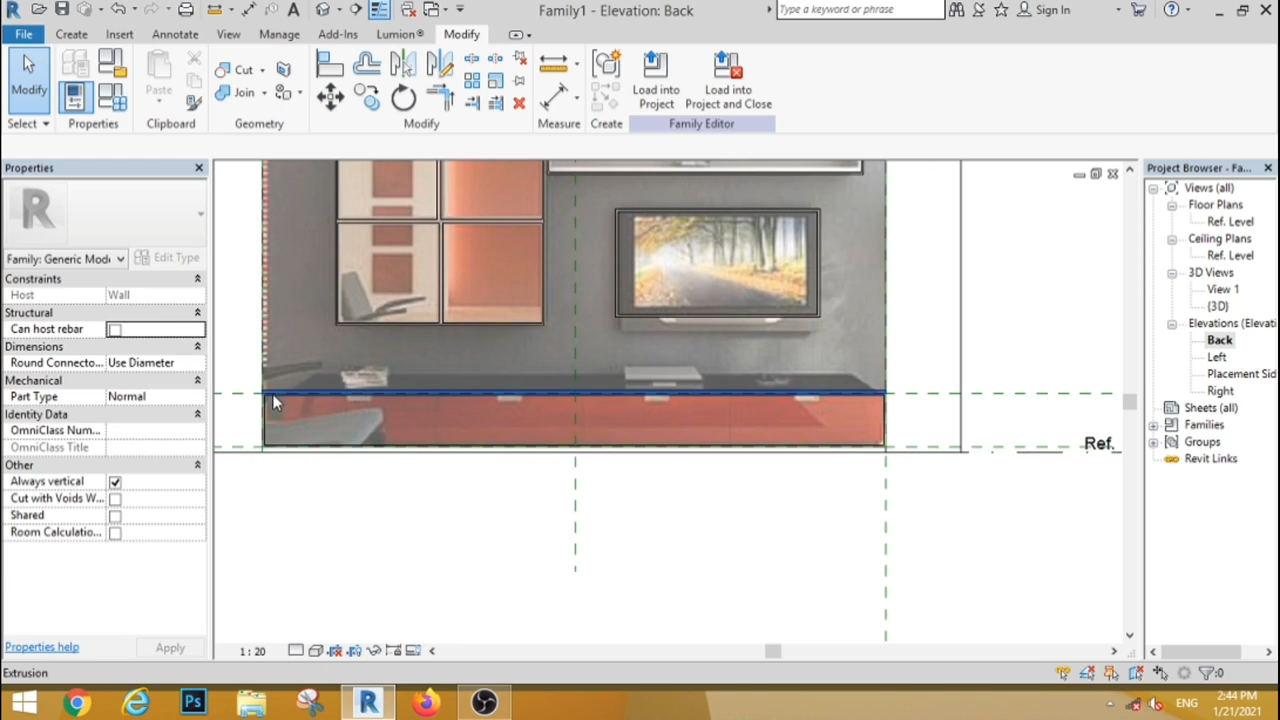 Family1 - Elevation: Back
Type a keyword or phrase
Sign In
File Create Insert Annotate View Manage Add-Ins Lumion® Modify
Modify
Paste
Cut
Join
Load into Project
Load into Project and Close
Select Properties Clipboard Geometry Modify Measure Create Family Editor
Properties
Family: Generic Mode
Edit Type
Constraints
Host Wall
Structural
Can host rebar
Dimensions
Round Connecto... Use Diameter
Mechanical
Part Type Normal
Identity Data
OmniClass Num...
OmniClass Title
Other
Always vertical
Cut with Voids W...
Shared
Room Calculatio...
Properties help
Apply
Ref.
1 : 20
Project Browser - Fa...
Views (all)
Floor Plans
Ref. Level
Ceiling Plans
Ref. Level
3D Views
View 1
{3D}
Elevations (Elevati
Back
Left
Placement Side
Right
Sheets (all)
Families
Groups
Revit Links
Extrusion
:0
Ps
R
ENG
2:44 PM
1/21/2021